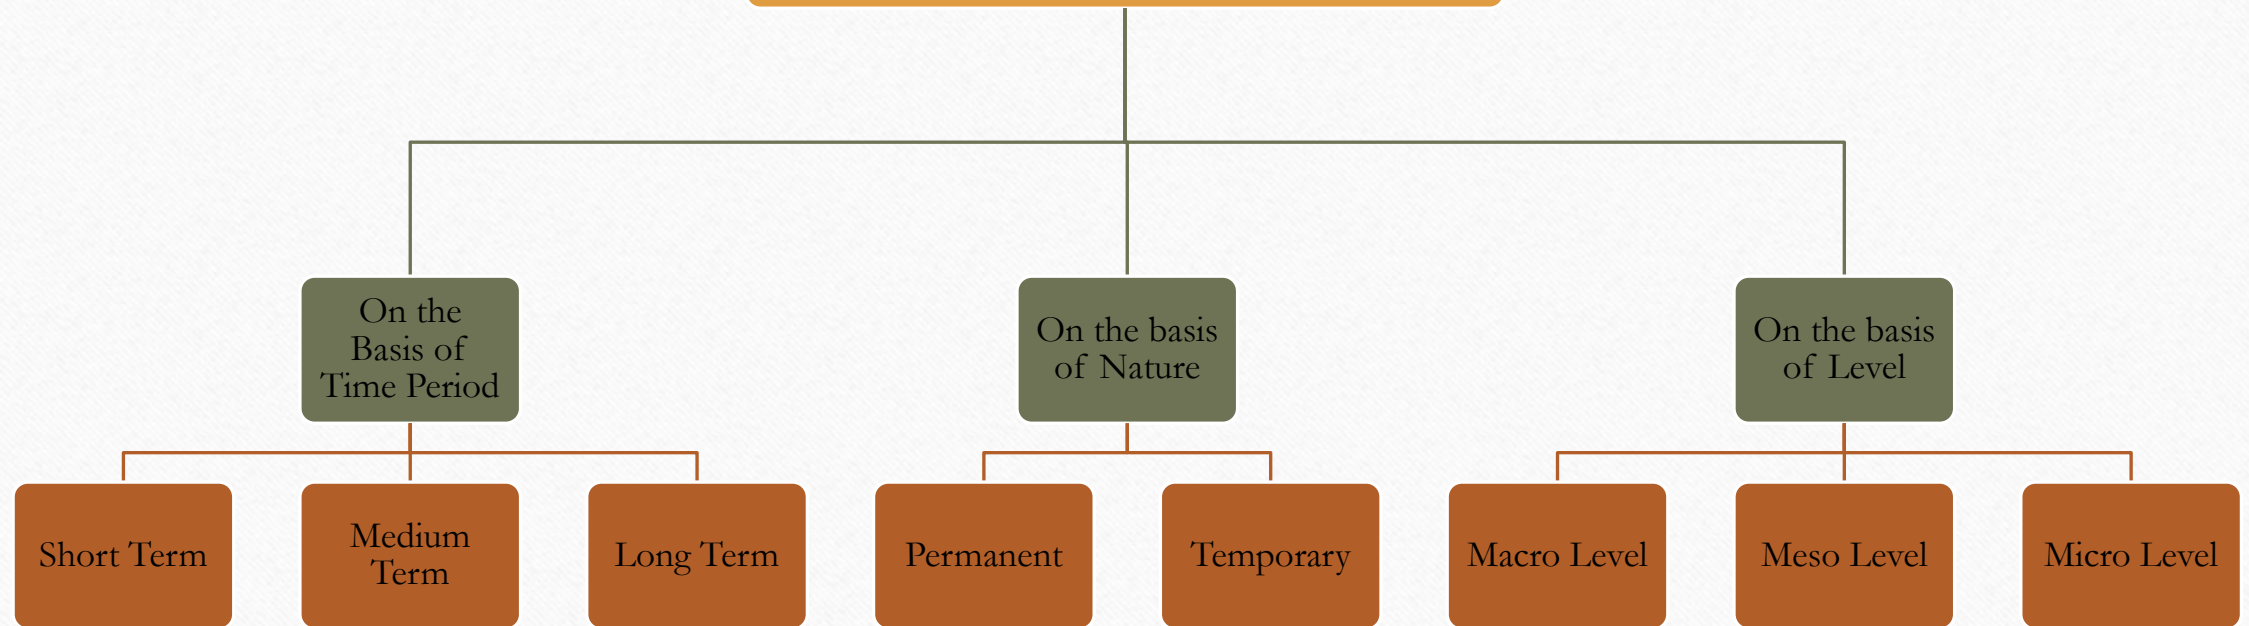 On the
Basis of
Time Period
On the basis
of Nature
On the basis
of Level
Short Term
Medium
Term
Long Term
Permanent
Temporary
Macro Level
Meso Level
Micro Level